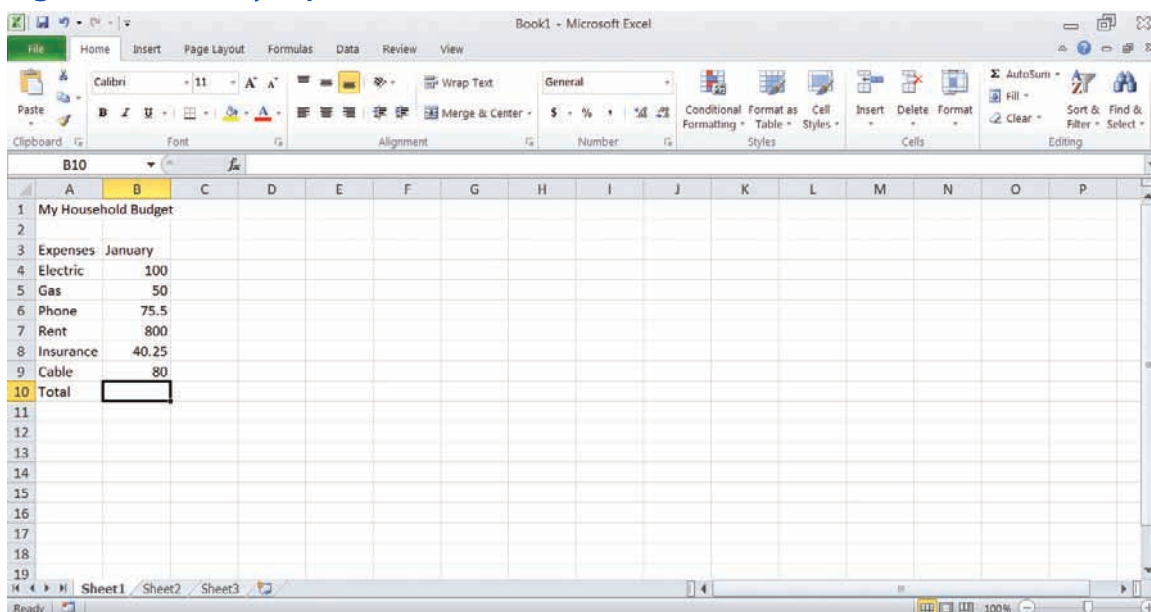 Book1 - Microsoft Excel
File Home Insert Page Layout Formulas Data Review View
Calibri 11 A A Wrap Text General Σ AutoSum
Fill
Paste B I U A Merge & Center $ % , Conditional Format as Cell Insert Delete Format Clear Sort & Find &
Formatting Table Styles Filter Select
Clipboard Font Alignment Number Styles Cells Editing
B10 fx
A B C D E F G H I J K L M N O P
1 My Household Budget
2
3 Expenses January
4 Electric 100
5 Gas 50
6 Phone 75.5
7 Rent 800
8 Insurance 40.25
9 Cable 80
10 Total
11
12
13
14
15
16
17
18
19
Sheet1 Sheet2 Sheet3
Ready 100%